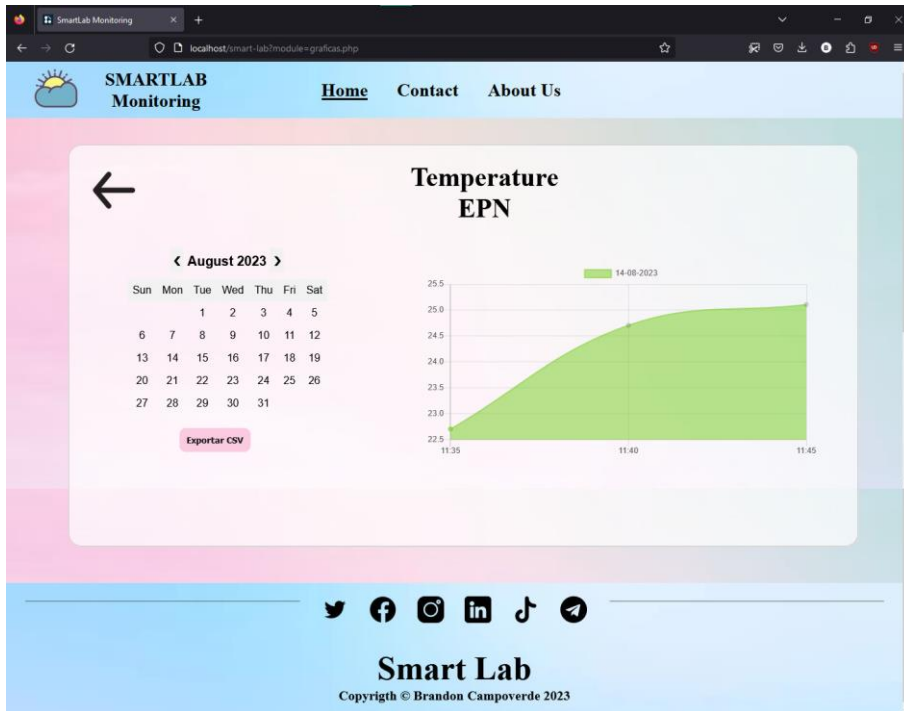 SmartLab Monitoring
localhost/smart-lab?module=graficas.php
SMARTLAB
Monitoring
Home Contact About Us
Temperature
EPN
August 2023
Sun Mon Tue Wed Thu Fri Sat
1 2 3 4 5
6 7 8 9 10 11 12
13 14 15 16 17 18 19
20 21 22 23 24 25 26
27 28 29 30 31
Exportar CSV
14-08-2023
25.5
25.0
24.5
24.0
23.5
23.0
22.5
11:35 11:40 11:45
Smart Lab
Copyrigth © Brandon Campoverde 2023